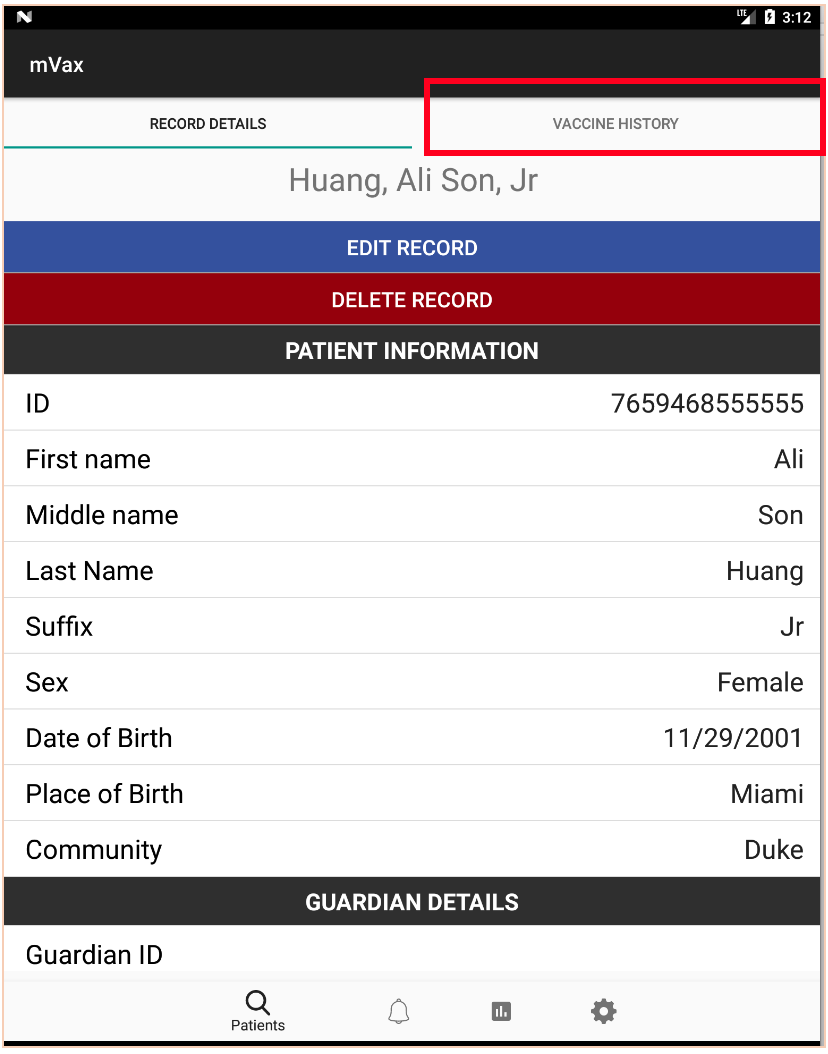 LTE 3:12
mVax
RECORD DETAILS VACCINE HISTORY
Huang, Ali Son, Jr
EDIT RECORD
DELETE RECORD
PATIENT INFORMATION
ID 7659468555555
First name Ali
Middle name Son
Last Name Huang
Suffix Jr
Sex Female
Date of Birth 11/29/2001
Place of Birth Miami
Community Duke
GUARDIAN DETAILS
Guardian ID
Patients